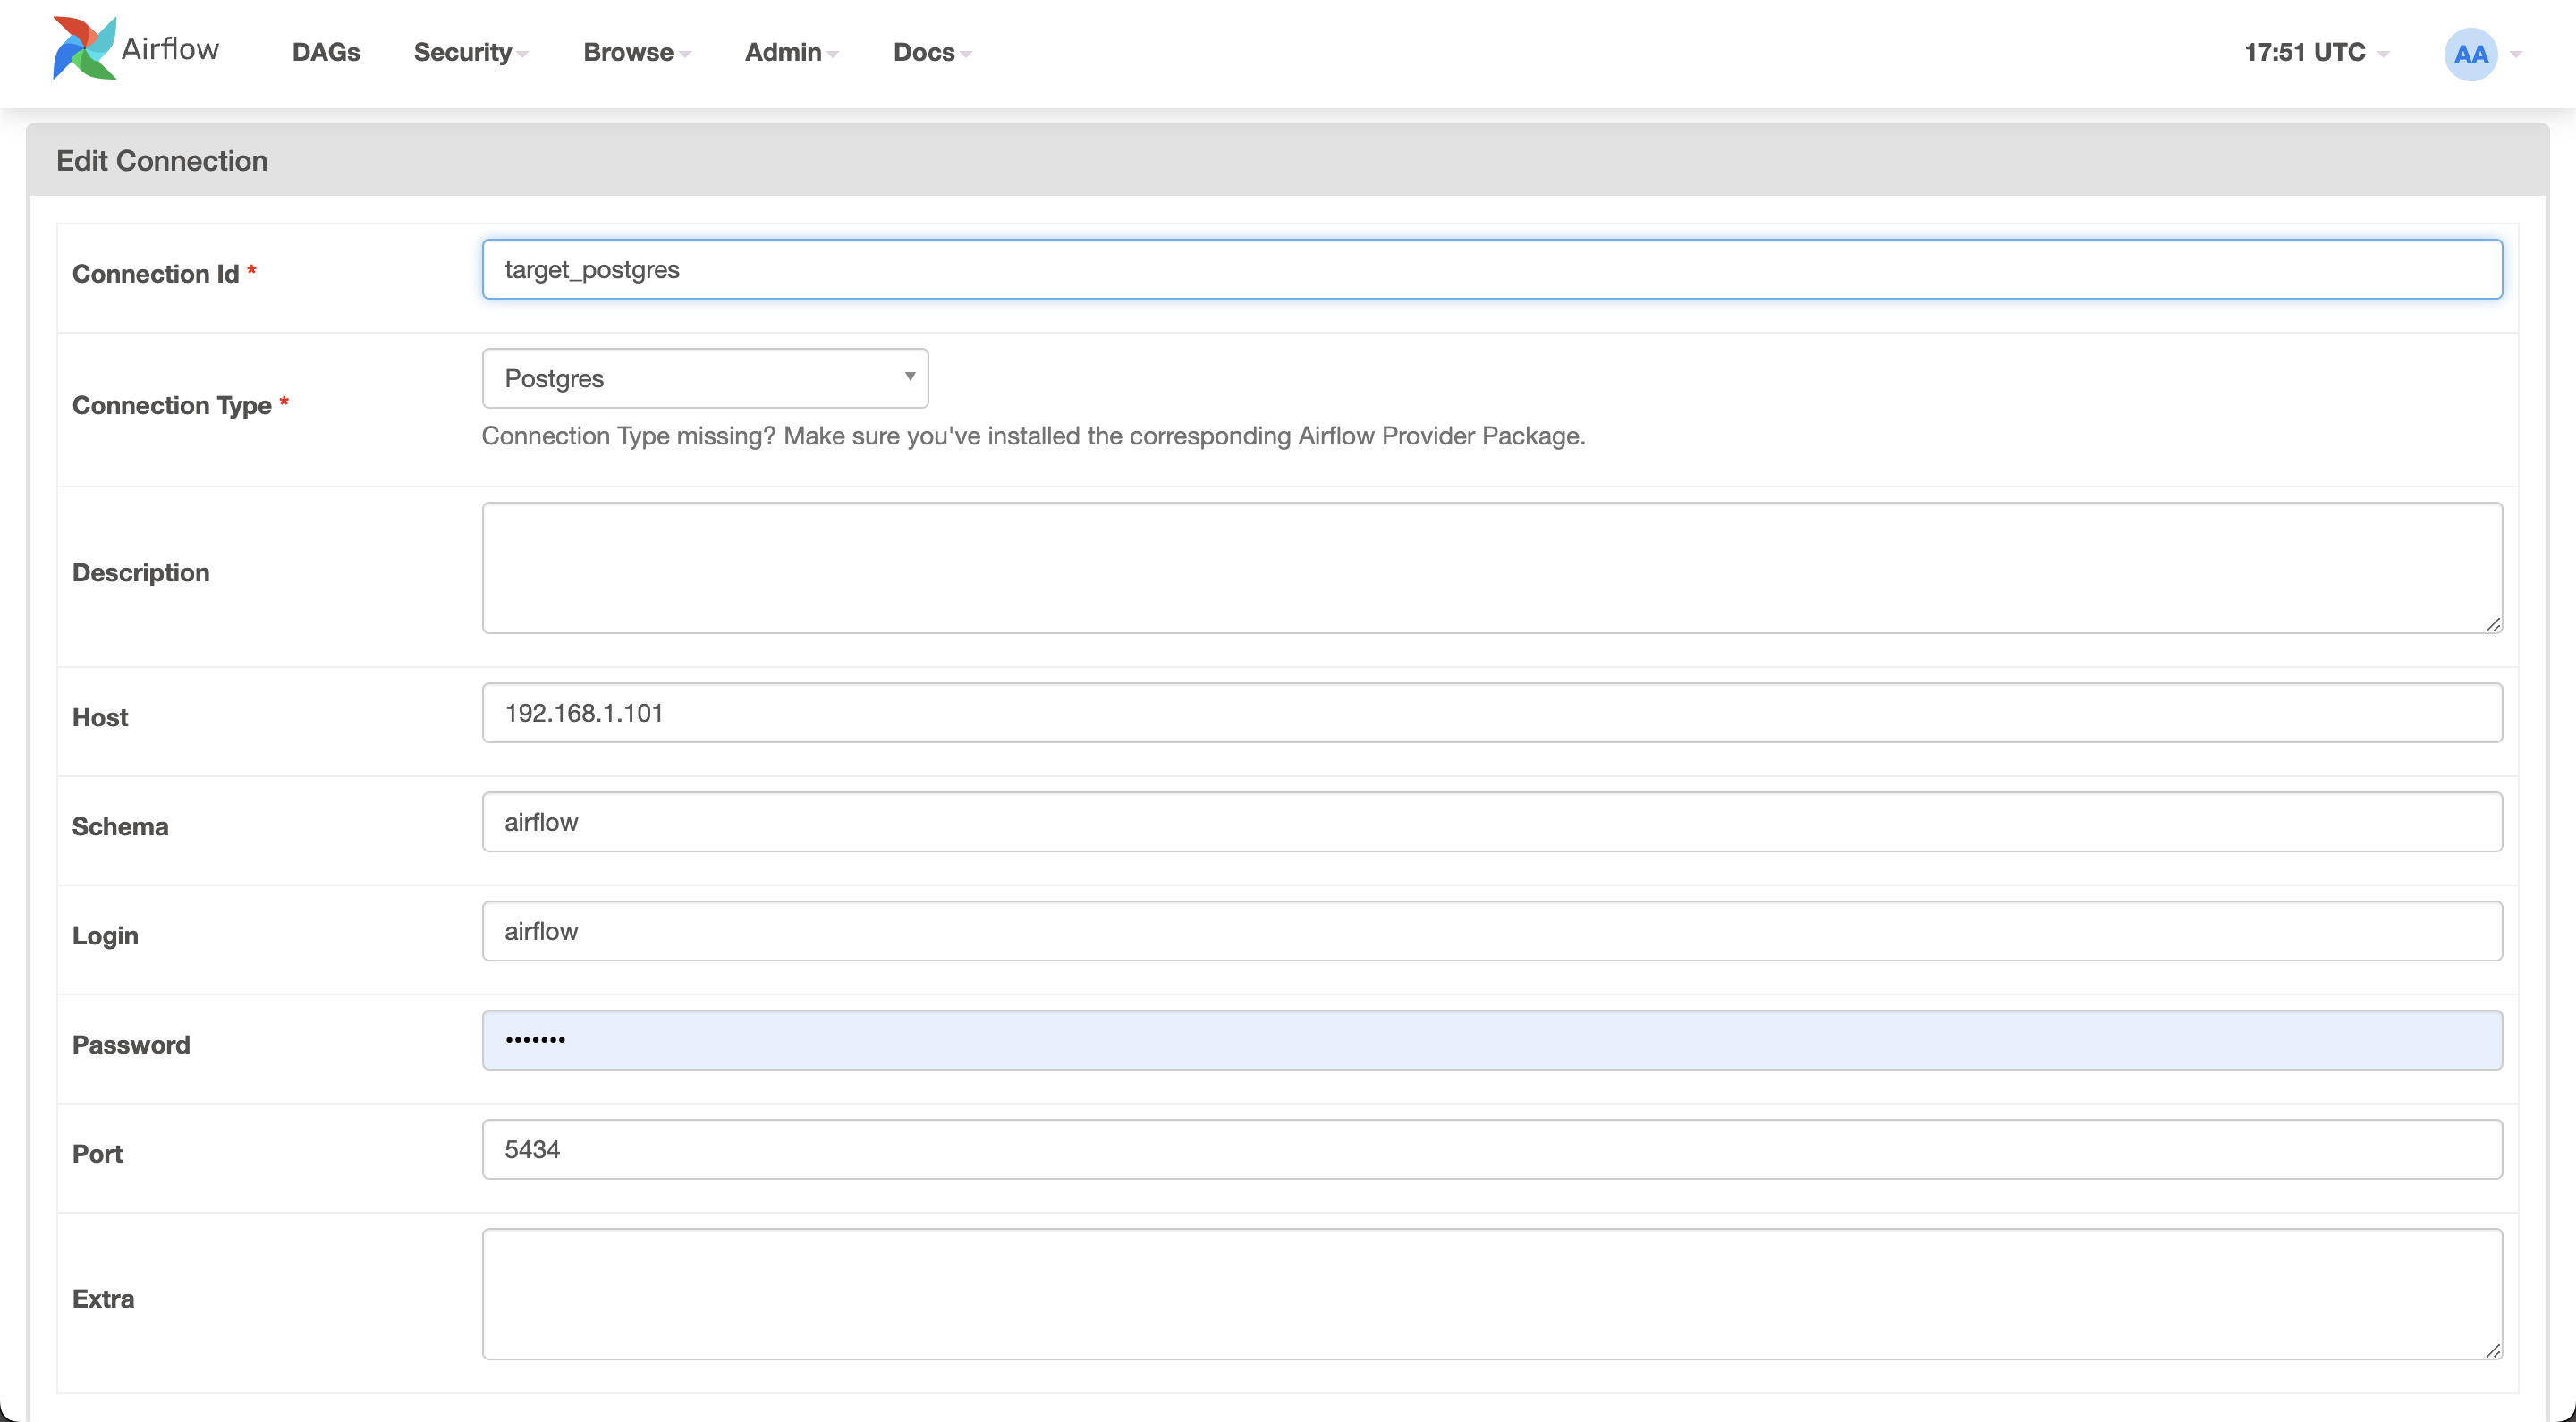 Airflow DAGs Security Browse Admin Docs 17:51 UTC AA
Edit Connection
Connection Id * target_postgres
Connection Type * Postgres
Connection Type missing? Make sure you've installed the corresponding Airflow Provider Package.
Description
Host 192.168.1.101
Schema airflow
Login airflow
Password •••••••
Port 5434
Extra